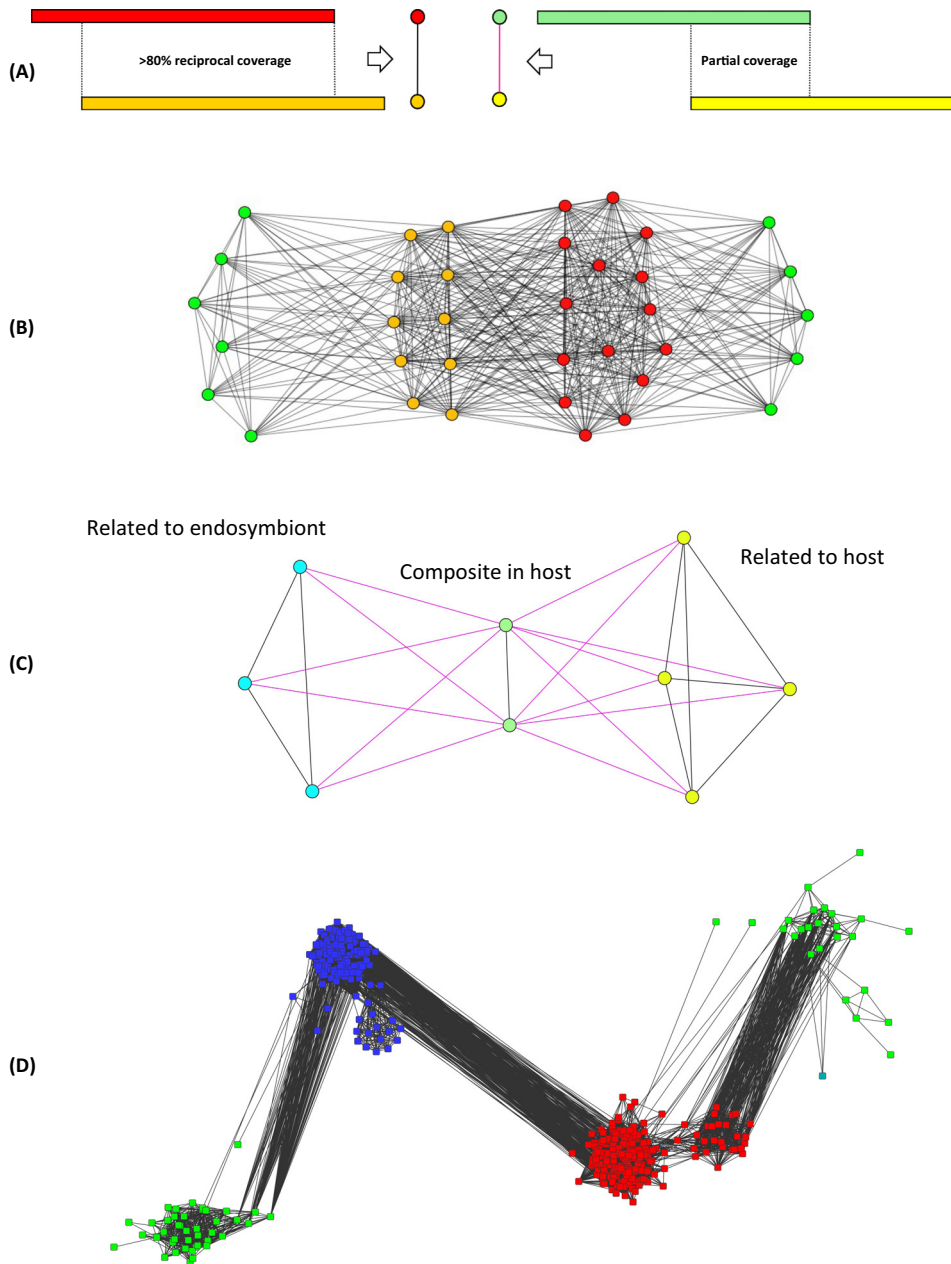 (A)
>80% reciprocal coverage
Partial coverage
(B)
Related to endosymbiont
Composite in host
Related to host
(C)
(D)